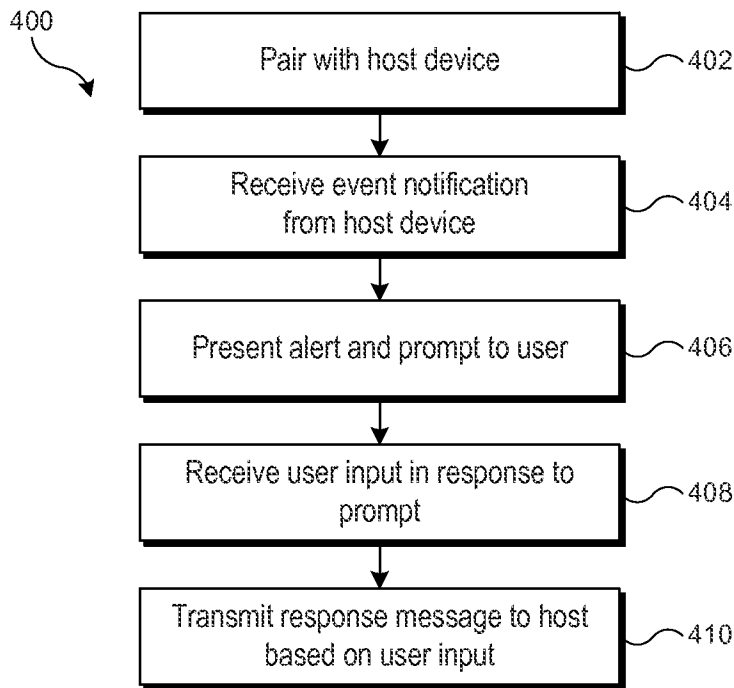 400
Pair with host device
402
Receive event notification
from host device
404
Present alert and prompt to user
406
Receive user input in response to
prompt
408
Transmit response message to host
based on user input
410